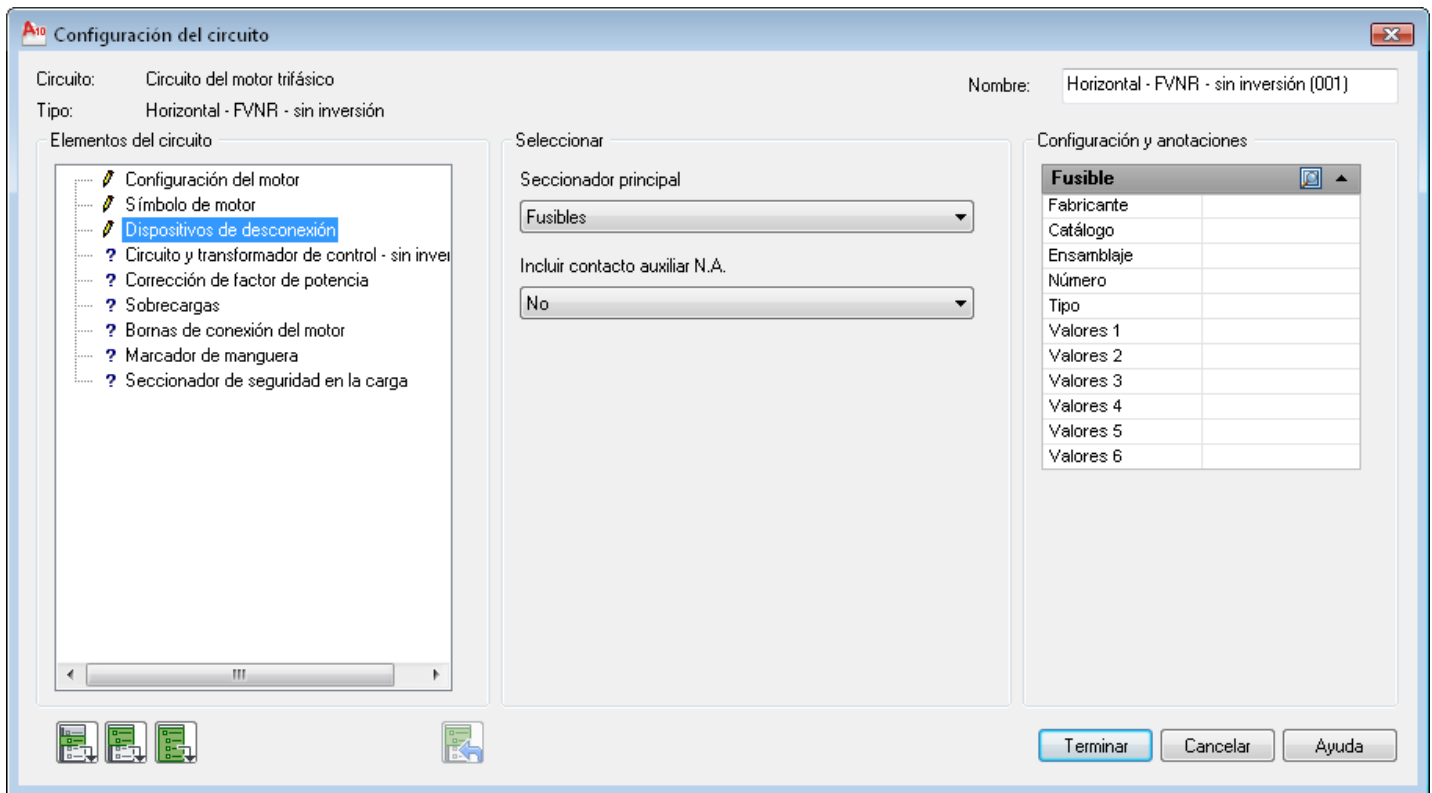 A10 Configuración del circuito
Circuito: Circuito del motor trifásico
Nombre: Horizontal - FVNR - sin inversión (001)
Tipo: Horizontal - FVNR - sin inversión
Elementos del circuito
Configuración del motor
Símbolo de motor
Dispositivos de desconexión
? Circuito y transformador de control - sin inver
? Corrección de factor de potencia
? Sobrecargas
? Bornas de conexión del motor
? Marcador de manguera
? Seccionador de seguridad en la carga
Seleccionar
Seccionador principal
Fusibles
Incluir contacto auxiliar N.A.
No
Configuración y anotaciones
Fusible
Fabricante
Catálogo
Ensamblaje
Número
Tipo
Valores 1
Valores 2
Valores 3
Valores 4
Valores 5
Valores 6
Terminar
Cancelar
Ayuda